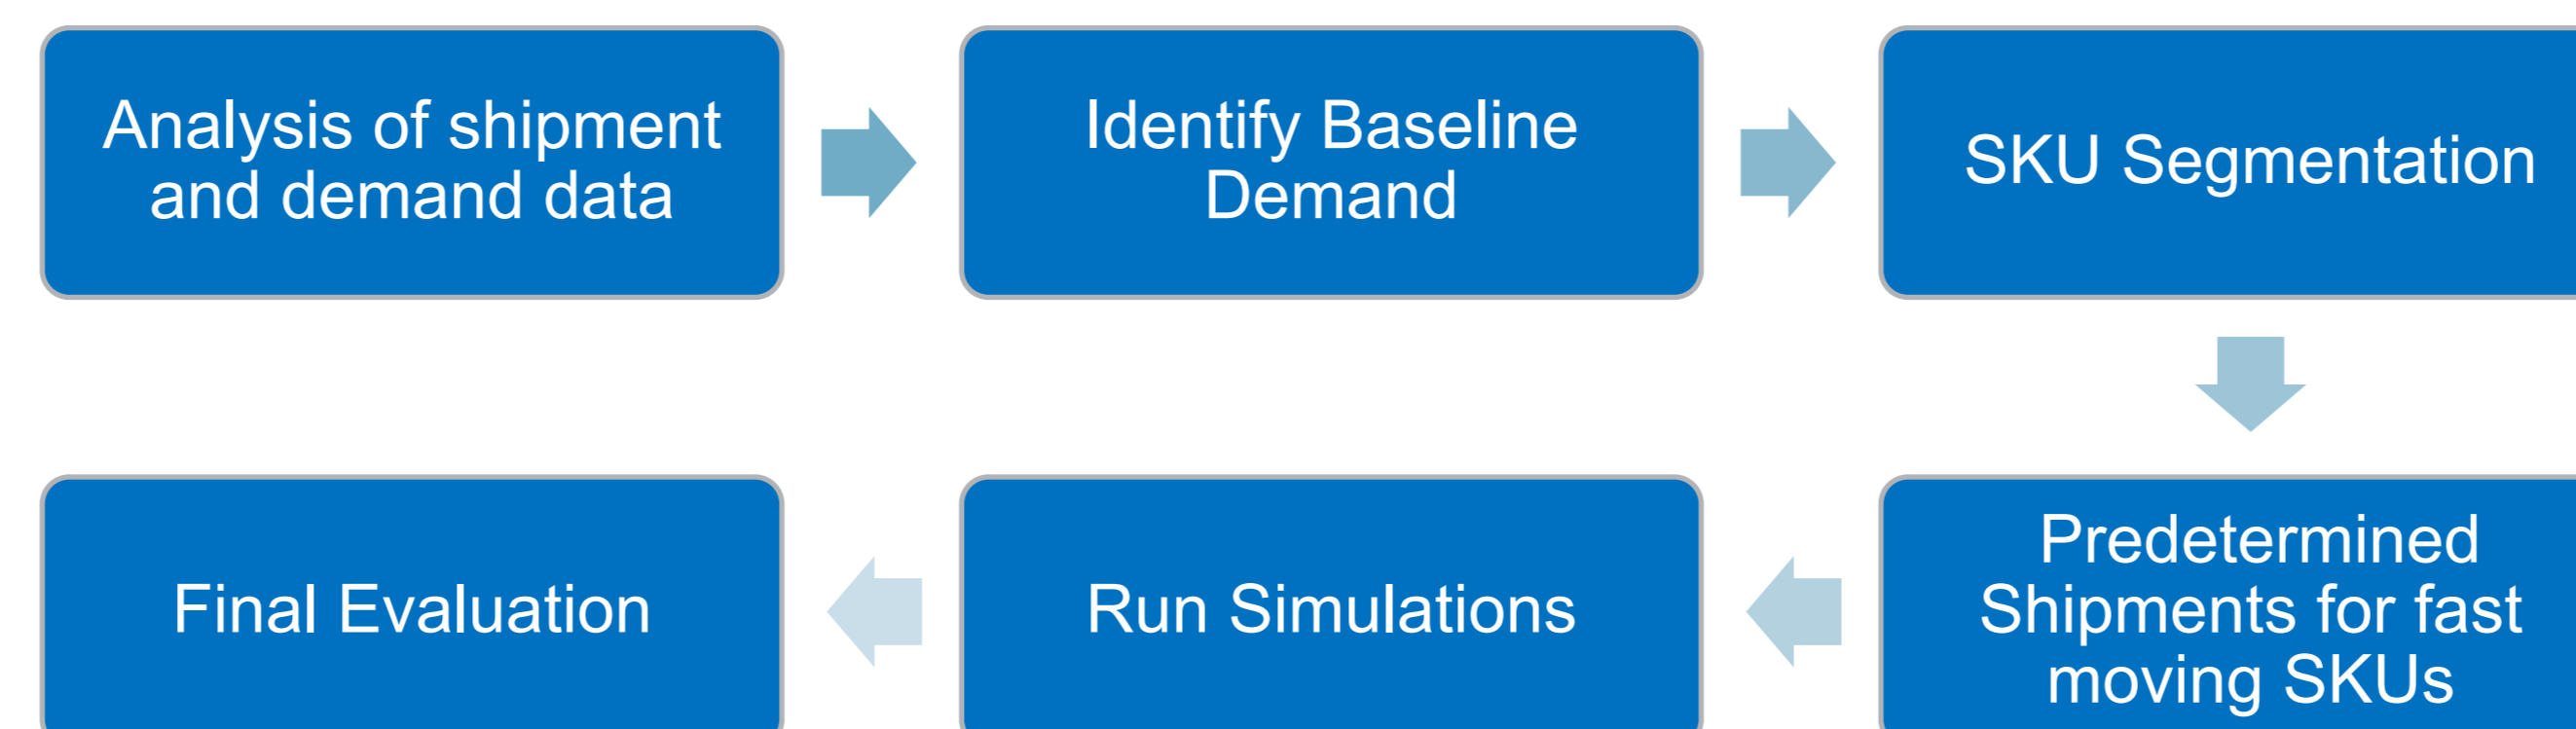 Analysis of shipment
and demand data
Identify Baseline
Demand
SKU Segmentation
Predetermined
Shipments for fast
moving SKUs
Run Simulations
Final Evaluation